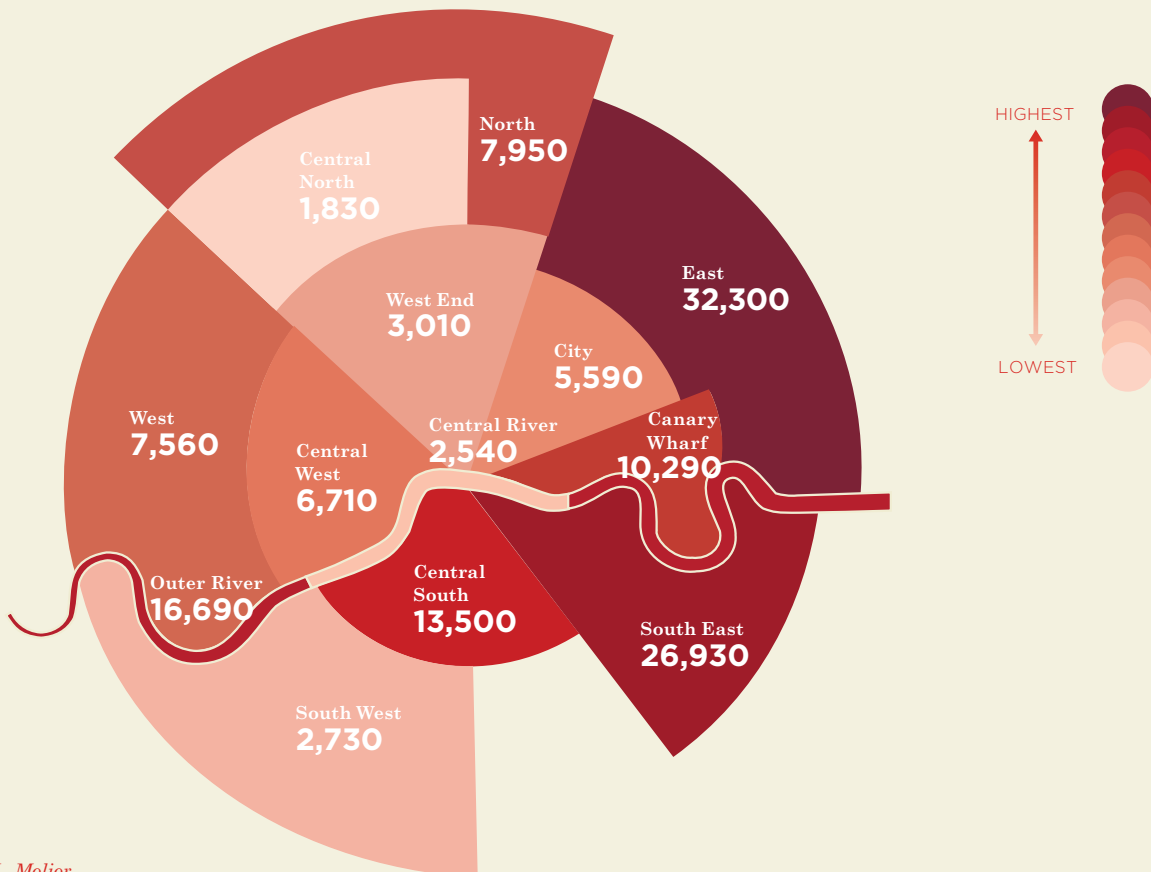 HIGHEST
LOWEST
North
7,950
Central
North
1,830
East
32,300
West End
3,010
City
5,590
West
7,560
Central River
2,540
Canary
Wharf
10,290
Central
West
6,710
Outer River
16,690
Central
South
13,500
South East
26,930
South West
2,730
Molior